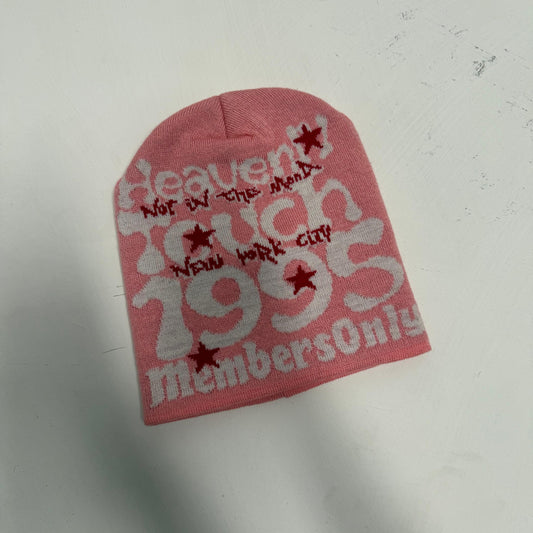 Heavenly
Not in the Mood
Touch
New York City
1995
MembersOnly